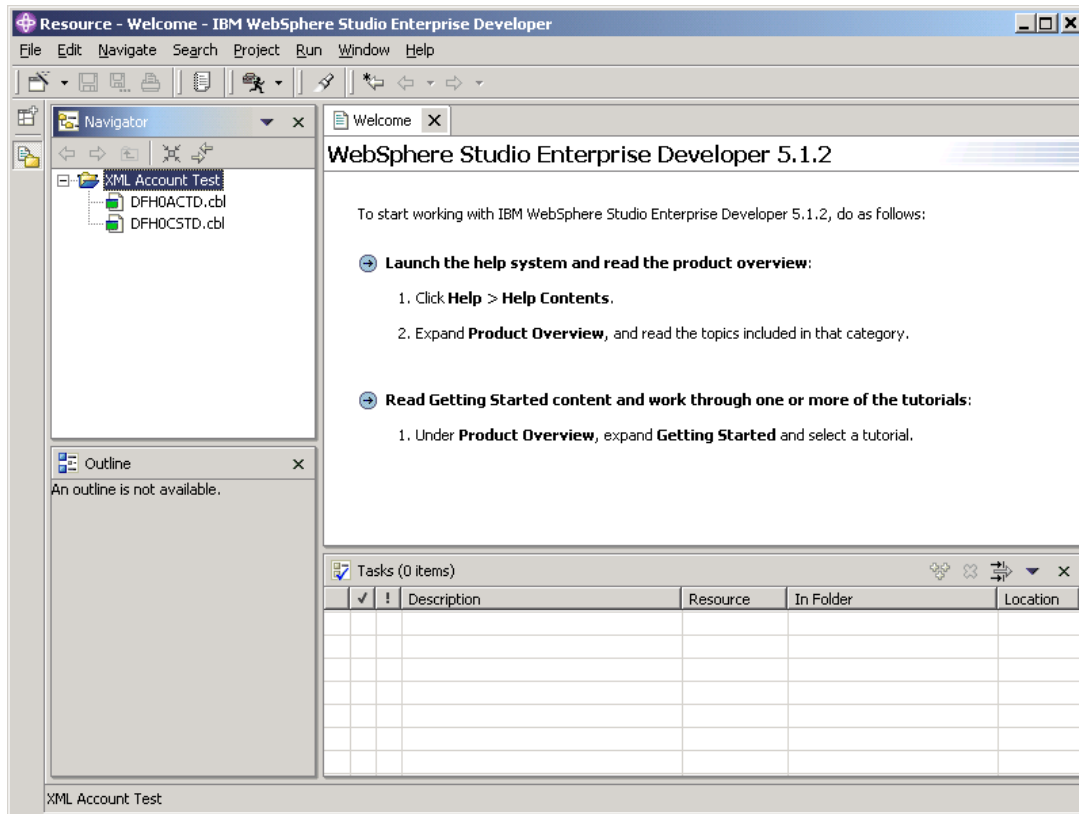 Resource - Welcome - IBM WebSphere Studio Enterprise Developer
File Edit Navigate Search Project Run Window Help
Navigator
XML Account Test
DFH0ACTD.cbl
DFH0CSTD.cbl
Welcome
WebSphere Studio Enterprise Developer 5.1.2
To start working with IBM WebSphere Studio Enterprise Developer 5.1.2, do as follows:
Launch the help system and read the product overview:
1. Click Help > Help Contents.
2. Expand Product Overview, and read the topics included in that category.
Read Getting Started content and work through one or more of the tutorials:
1. Under Product Overview, expand Getting Started and select a tutorial.
Outline
An outline is not available.
Tasks (0 items)
! Description Resource In Folder Location
XML Account Test